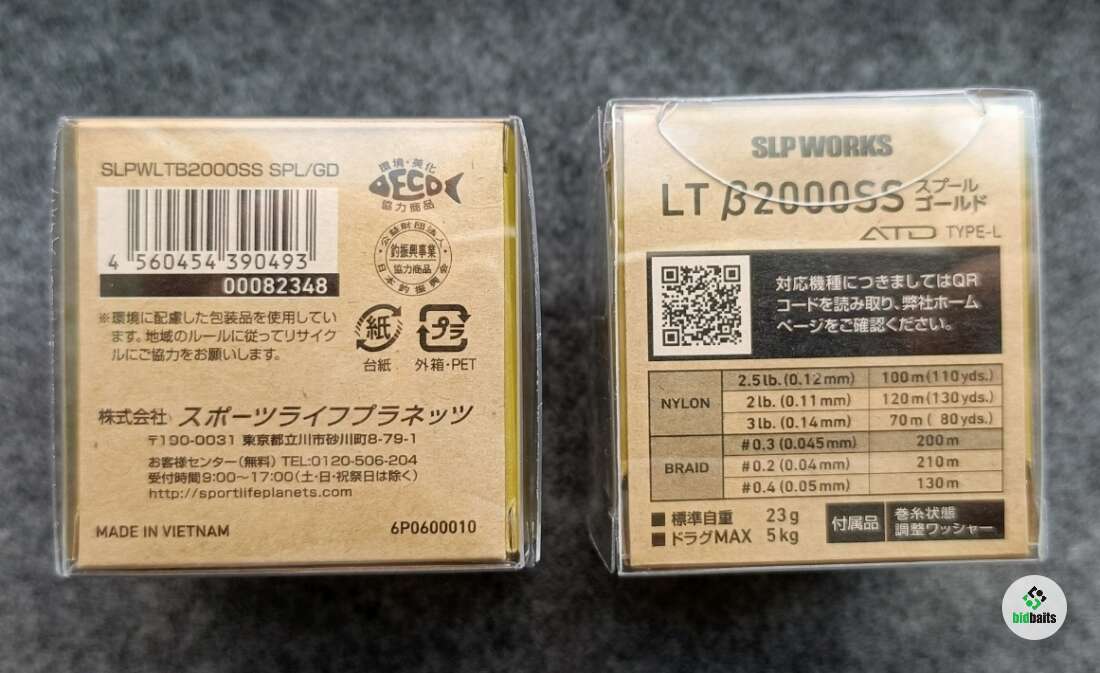 SLPWLTB2000SS SPL/GD
4 560454 390493
00082348
環境・美化
ECO
協力商品
公益財団法人
釣振興事業
協力商品
日本釣振興会
※環境に配慮した包装品を使用してい
ます。地域のルールに従ってリサイク
ルにご協力をお願いします。
紙
台紙
プラ
外箱・PET
株式会社 スポーツライフプラネッツ
〒190-0031 東京都立川市砂川町8-79-1
お客様センター(無料) TEL:0120-506-204
受付時間9:00～17:00(土・日・祝祭日は除く)
http://sportlifeplanets.com
MADE IN VIETNAM 6P0600010
SLP WORKS
LT β2000SS スプール
ゴールド
ATD TYPE-L
対応機種につきましてはQR
コードを読み取り、弊社ホーム
ページをご確認ください。
NYLON
2.5lb.(0.12mm) 100m(110yds.)
2lb.(0.11mm) 120m(130yds.)
3lb.(0.14mm) 70m( 80yds.)
BRAID
#0.3(0.045mm) 200m
#0.2(0.04mm) 210m
#0.4(0.05mm) 130m
■標準自重 23g
■ドラグMAX 5kg
付属品
巻糸状態
調整ワッシャー
bidbaits